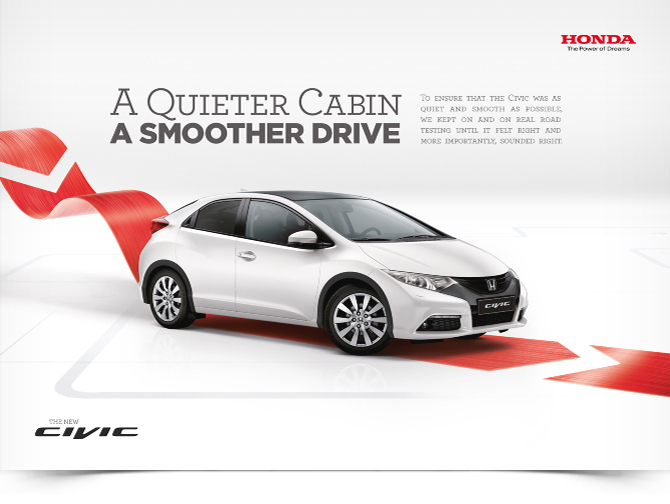 HONDA
The Power of Dreams
A Quieter Cabin
A SMOOTHER DRIVE
To ensure that the Civic was as
quiet and smooth as possible,
we kept on and on real road
testing until it felt right and
more importantly, sounded right.
CIVIC
THE NEW
CIVIC